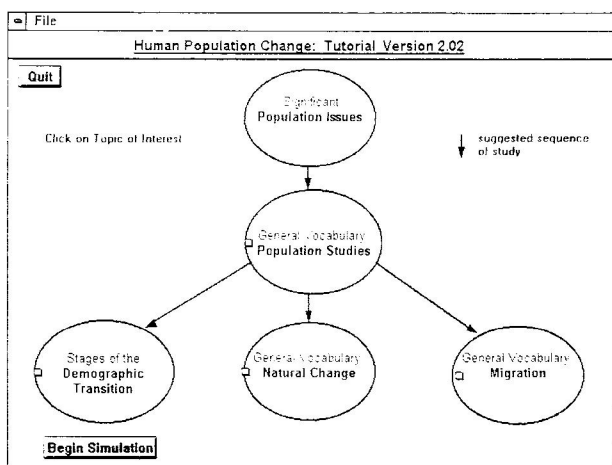 File
Human Population Change: Tutorial Version 2.02
Quit
Significant
Population Issues
Click on Topic of Interest
suggested sequence
of study
General Vocabulary
Population Studies
Stages of the
Demographic
Transition
General Vocabulary
Natural Change
General Vocabulary
Migration
Begin Simulation